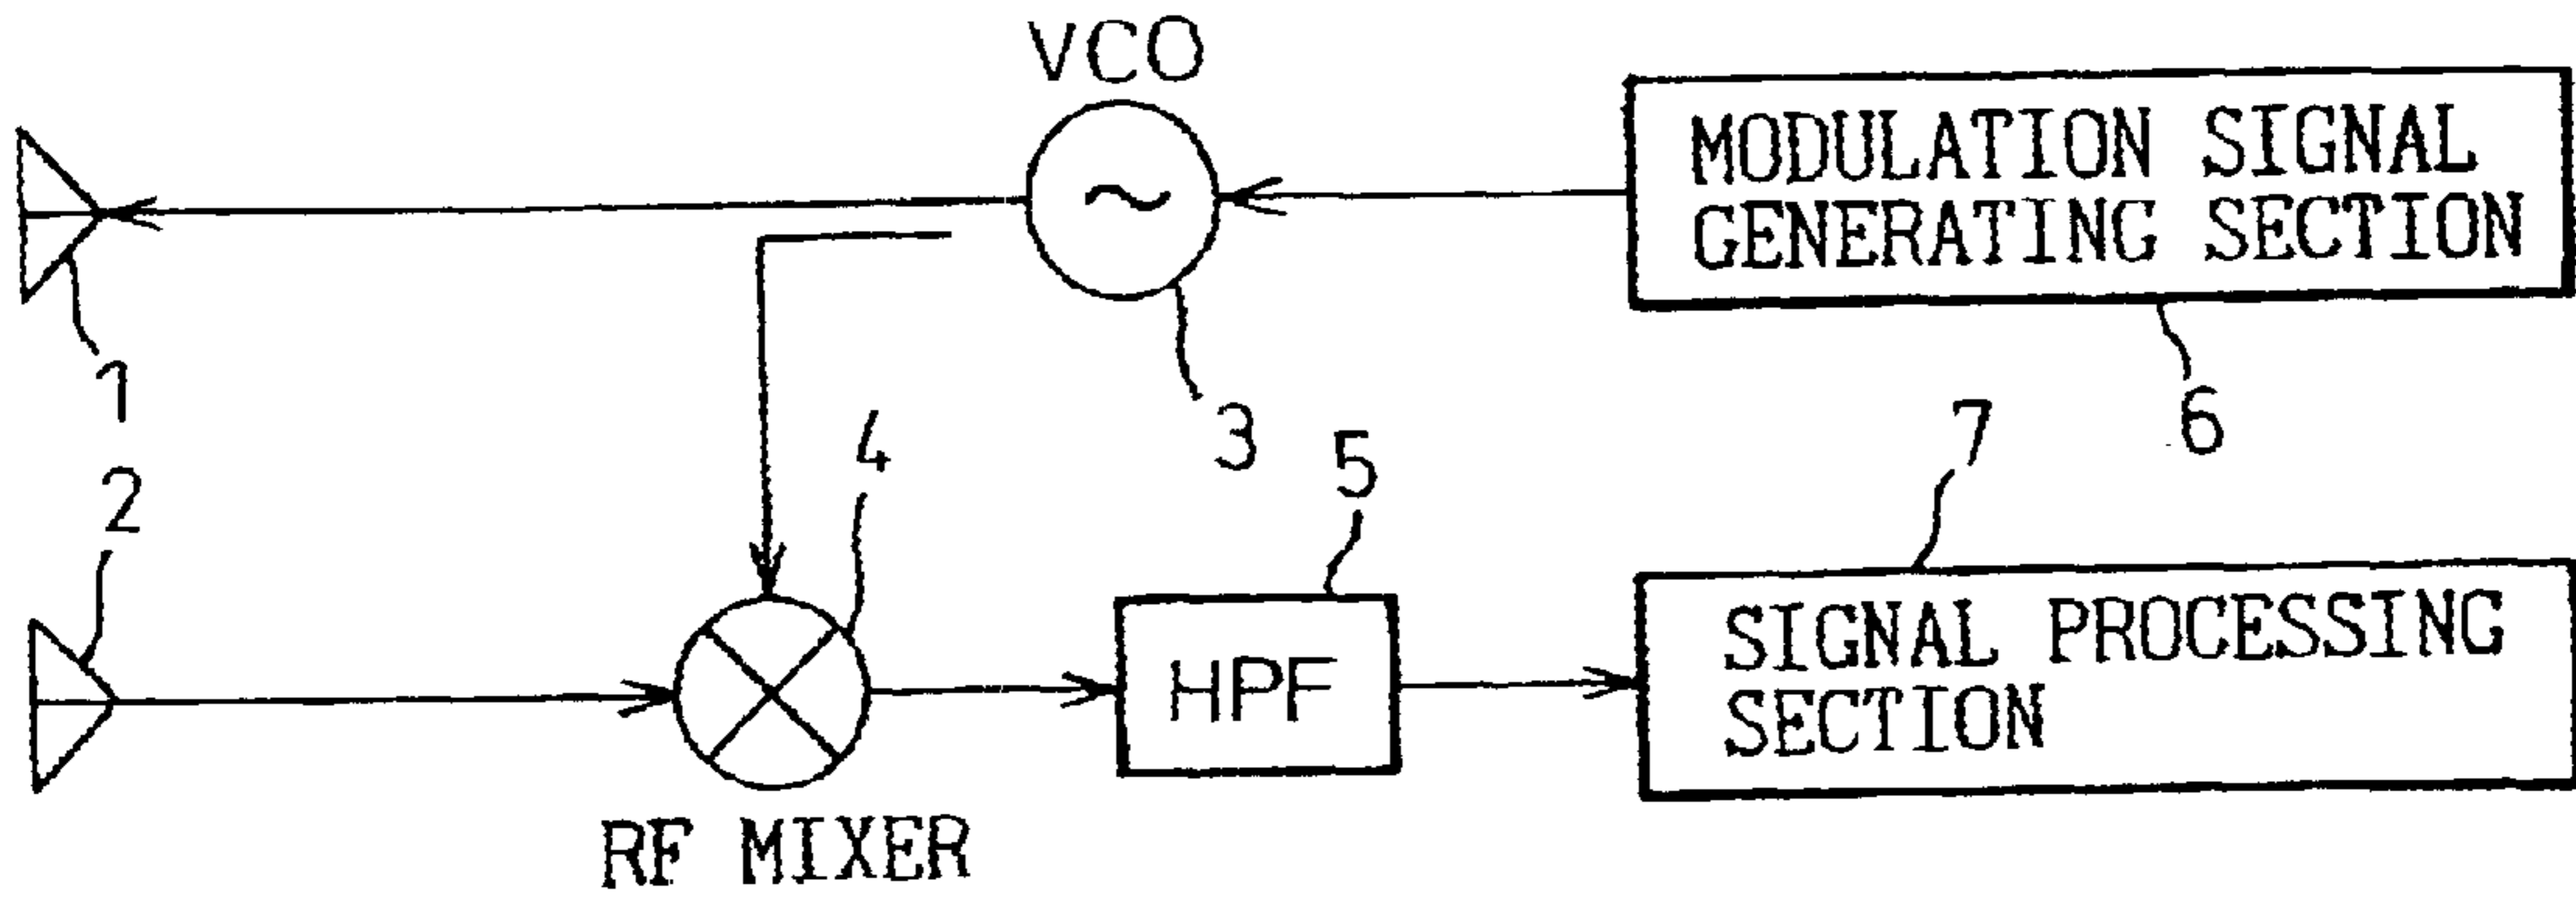 VCO
MODULATION SIGNAL
GENERATING SECTION
1
3
6
2
4
5
7
HPF
SIGNAL PROCESSING
SECTION
RF MIXER